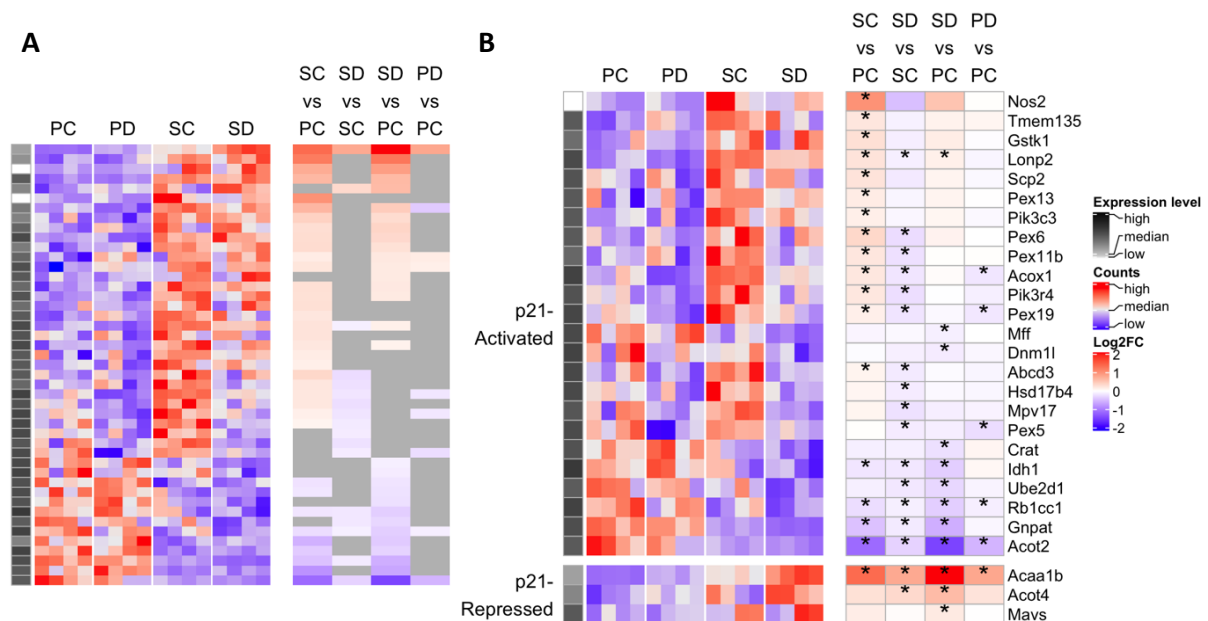 A
B
SC SD SD PD
vs vs vs vs
PC SC PC PC
PC PD SC SD
SC SD SD PD
vs vs vs vs
PC SC PC PC
PC PD SC SD
p21-
Activated
p21-
Repressed
* Nos2
* Tmem135
* Gstk1
* * * Lonp2
* Scp2
* Pex13
* Pik3c3
* * Pex6
* * Pex11b
* * * Acox1
* * Pik3r4
* * * Pex19
* Mff
* Dnm1l
* * Abcd3
* Hsd17b4
* Mpv17
* * Pex5
* Crat
* * * Idh1
* * Ube2d1
* * * * Rb1cc1
* * * Gnpat
* * * * Acot2
* * * * Acaa1b
* * Acot4
* Mavs
Expression level
high
median
low
Counts
high
median
low
Log2FC
2
1
0
-1
-2